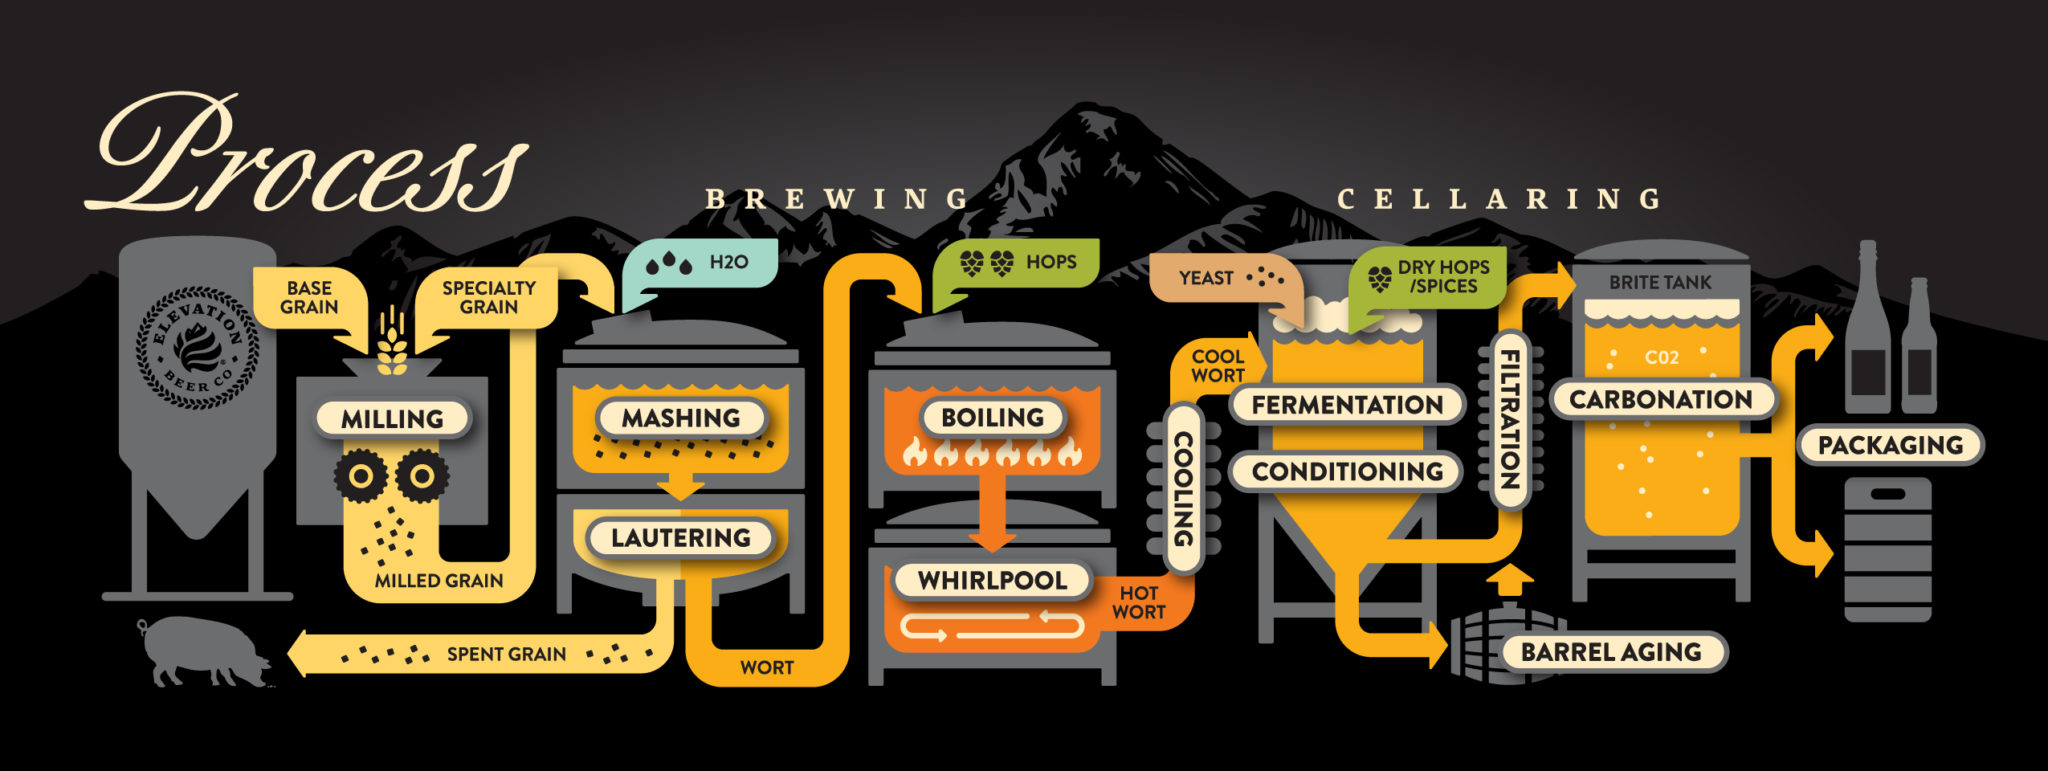 Process
BREWING
CELLARING
ELEVATION
BEER CO
®
BASE
GRAIN
SPECIALTY
GRAIN
MILLING
MILLED GRAIN
H2O
MASHING
LAUTERING
SPENT GRAIN
WORT
HOPS
BOILING
WHIRLPOOL
HOT
WORT
COOLING
COOL
WORT
YEAST
DRY HOPS
/SPICES
FERMENTATION
CONDITIONING
FILTRATION
BARREL AGING
BRITE TANK
C02
CARBONATION
PACKAGING